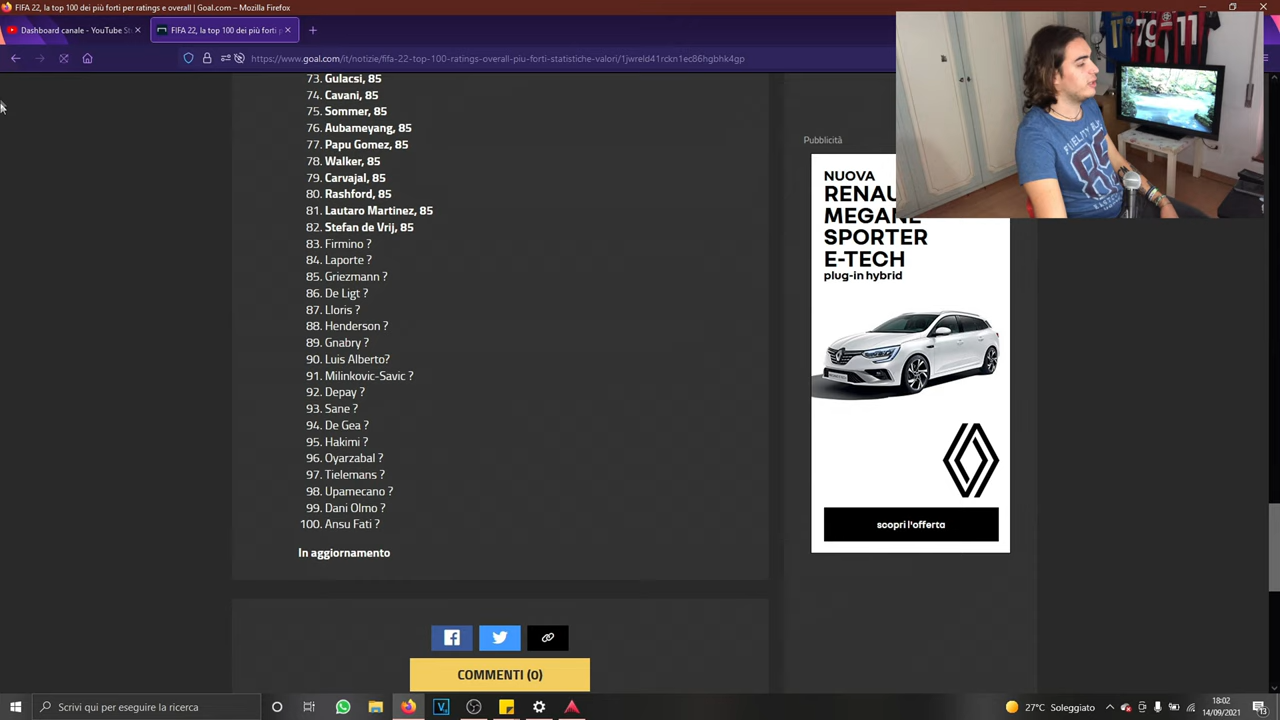 FIFA 22, la top 100 dei più forti per ratings e overall | Goal.com — Mozilla Firefox
Dashboard canale - YouTube St
FIFA 22, la top 100 dei più forti p
https://www.goal.com/it/notizie/fifa-22-top-100-ratings-overall-piu-forti-statistiche-valori/1jwreld41rckn1ec86hgbhk4gp
73. Gulacsi, 85
74. Cavani, 85
75. Sommer, 85
76. Aubameyang, 85
77. Papu Gomez, 85
78. Walker, 85
79. Carvajal, 85
80. Rashford, 85
81. Lautaro Martinez, 85
82. Stefan de Vrij, 85
83. Firmino ?
84. Laporte ?
85. Griezmann ?
86. De Ligt ?
87. Lloris ?
88. Henderson ?
89. Gnabry ?
90. Luis Alberto?
91. Milinkovic-Savic ?
92. Depay ?
93. Sane ?
94. De Gea ?
95. Hakimi ?
96. Oyarzabal ?
97. Tielemans ?
98. Upamecano ?
99. Dani Olmo ?
100. Ansu Fati ?
In aggiornamento
COMMENTI (0)
Pubblicità
NUOVA
RENAU
MEGANE
SPORTER
E-TECH
plug-in hybrid
scopri l'offerta
79 11
FIDELITY
89
Scrivi qui per eseguire la ricerca
27°C Soleggiato
18:02
14/09/2021
13